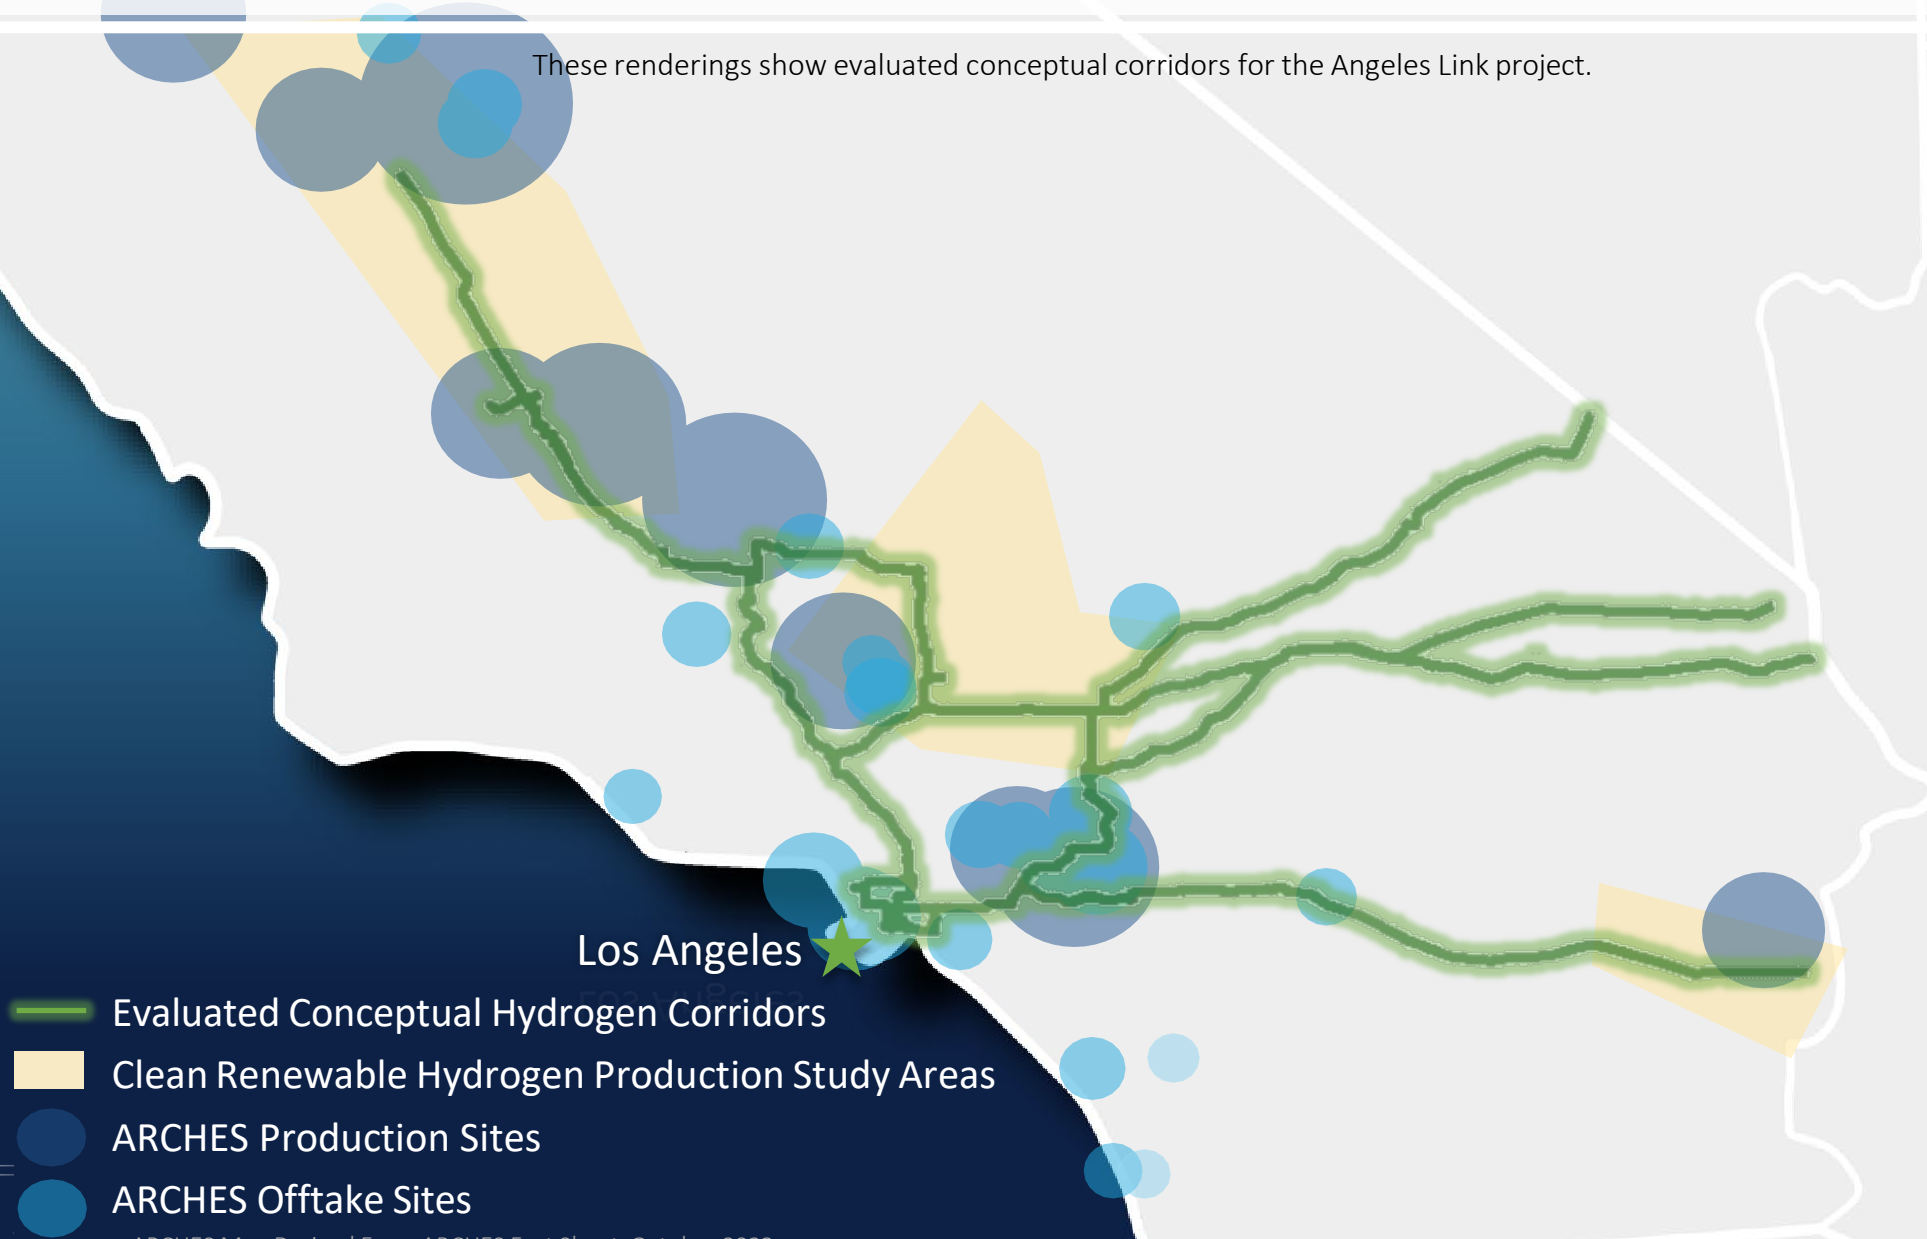 These renderings show evaluated conceptual corridors for the Angeles Link project.
Los Angeles
Evaluated Conceptual Hydrogen Corridors
Clean Renewable Hydrogen Production Study Areas
ARCHES Production Sites
ARCHES Offtake Sites